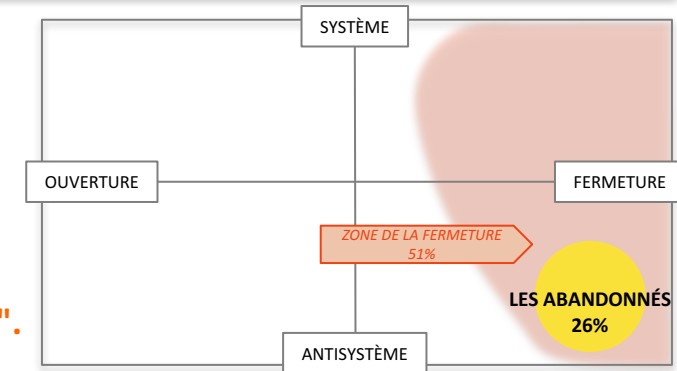 SYSTÈME
OUVERTURE
FERMETURE
ZONE DE LA FERMETURE
51%
LES ABANDONNÉS
26%
".
ANTISYSTÈME